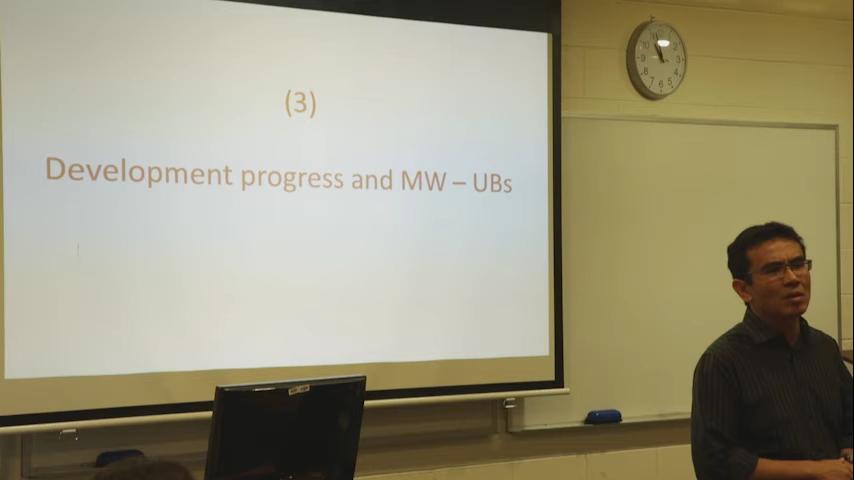 (3)
Development progress and MW – UBs